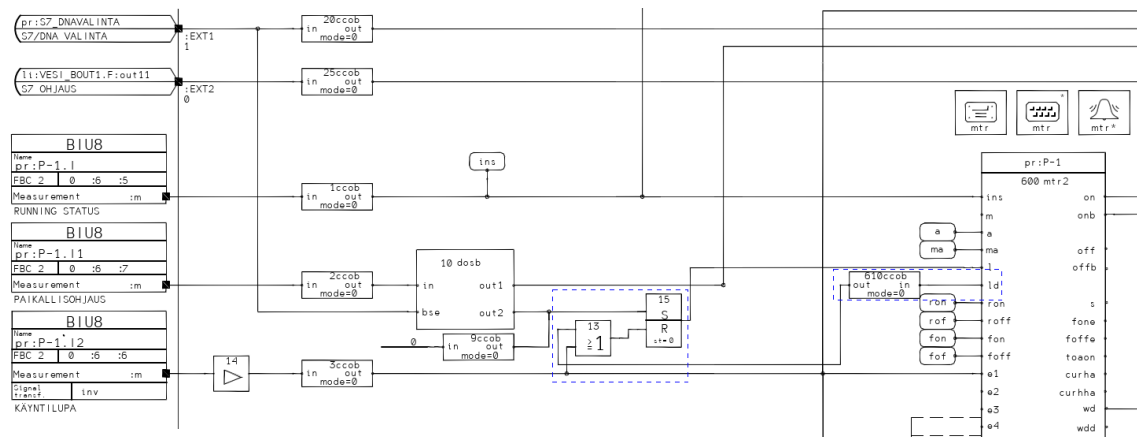 pr:S7_DNAVALINTA
S7/DNA VALINTA
:EXT1
1
20ccob
in out
mode=0
li:VESI_BOUT1.F:out11
S7 OHJAUS
:EXT2
0
25ccob
in out
mode=0
mtr
mtr
*
mtr*
BIU8
Name
pr:P-1.I
FBC 2 0 :6 :5
Measurement :m
RUNNING STATUS
1ccob
in out
mode=0
ins
BIU8
Name
pr:P-1.I1
FBC 2 0 :6 :7
Measurement :m
PAIKALLISOHJAUS
2ccob
in out
mode=0
10 dosb
in out1
bse out2
9ccob
0
in out
mode=0
BIU8
Name
pr:P-1.I2
FBC 2 0 :6 :6
Measurement :m
Signal
transf. inv
KÄYNTILUPA
14
3ccob
in out
mode=0
13
≥1
15
S
R
st=0
610ccob
out in
mode=0
a
ma
ron
rof
fon
fof
pr:P-1
600 mtr2
ins on
m onb
a
ma off
l offb
ld
ron s
roff fone
fon foffe
foff toaon
e1 curha
e2 curhha
e3 wd
e4 wdd